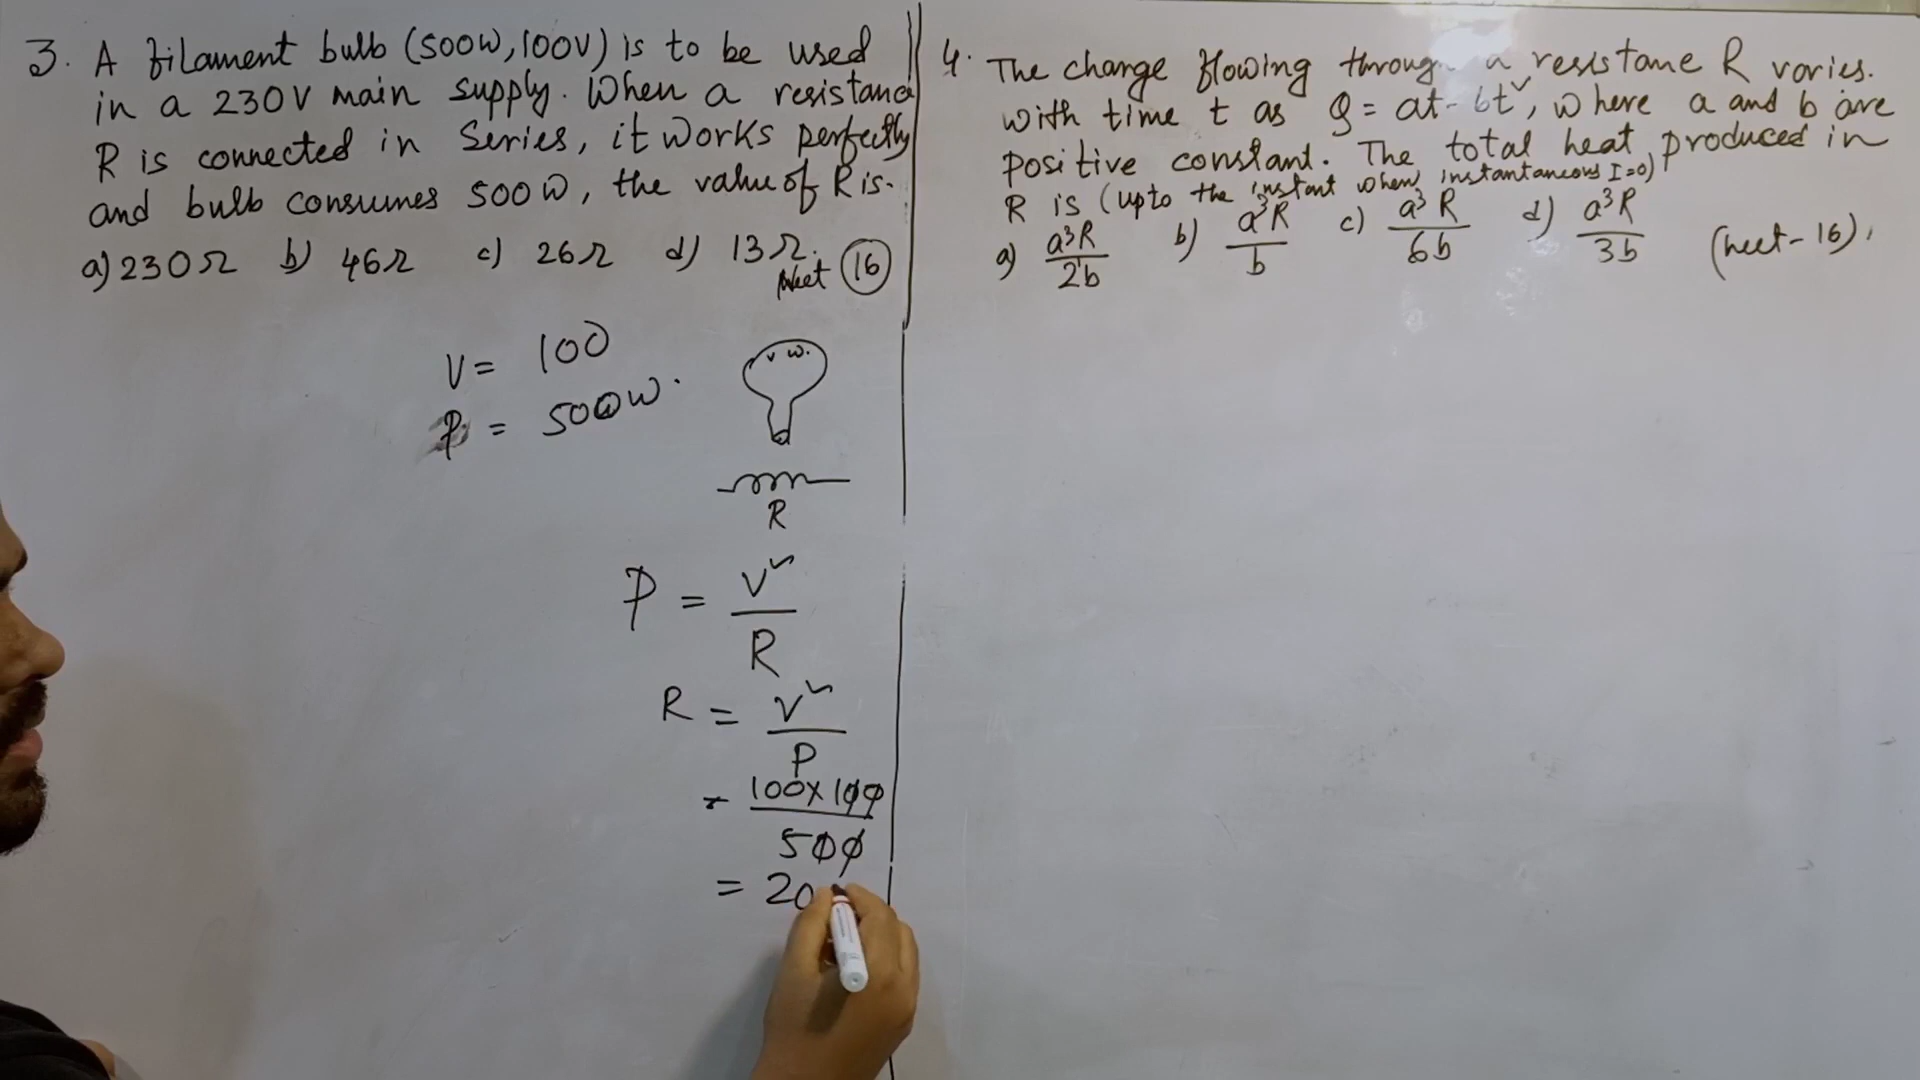 3. A filament bulb (500W, 100V) is to be used
in a 230V main supply. When a resistance
R is connected in Series, it works perfectly
and bulb consumes 500W, the value of R is.
a) 230Ω b) 46Ω c) 26Ω d) 13Ω.
Neet 16
V = 100
P = 500W.
V W.
R
P = V²/R
R = V²/P
= 100×100/500
= 20
4. The charge flowing through a resistane R varies.
with time t as Q = at - bt², where a and b are
positive constant. The total heat produced in
R is (upto the instant when instantaneous I=0)
a) a³R/2b b) a³R/b c) a³R/6b d) a³R/3b (neet-16),